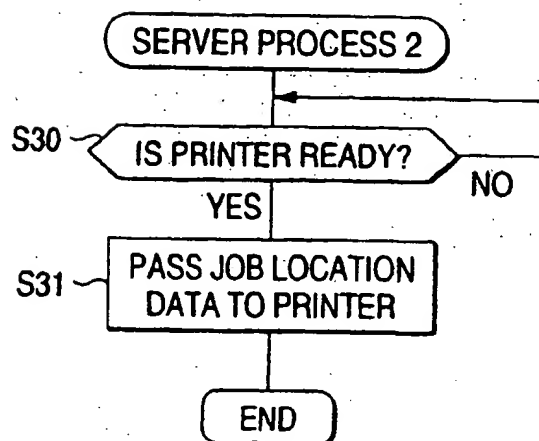 SERVER PROCESS 2
S30
IS PRINTER READY?
NO
YES
S31
PASS JOB LOCATION
DATA TO PRINTER
END